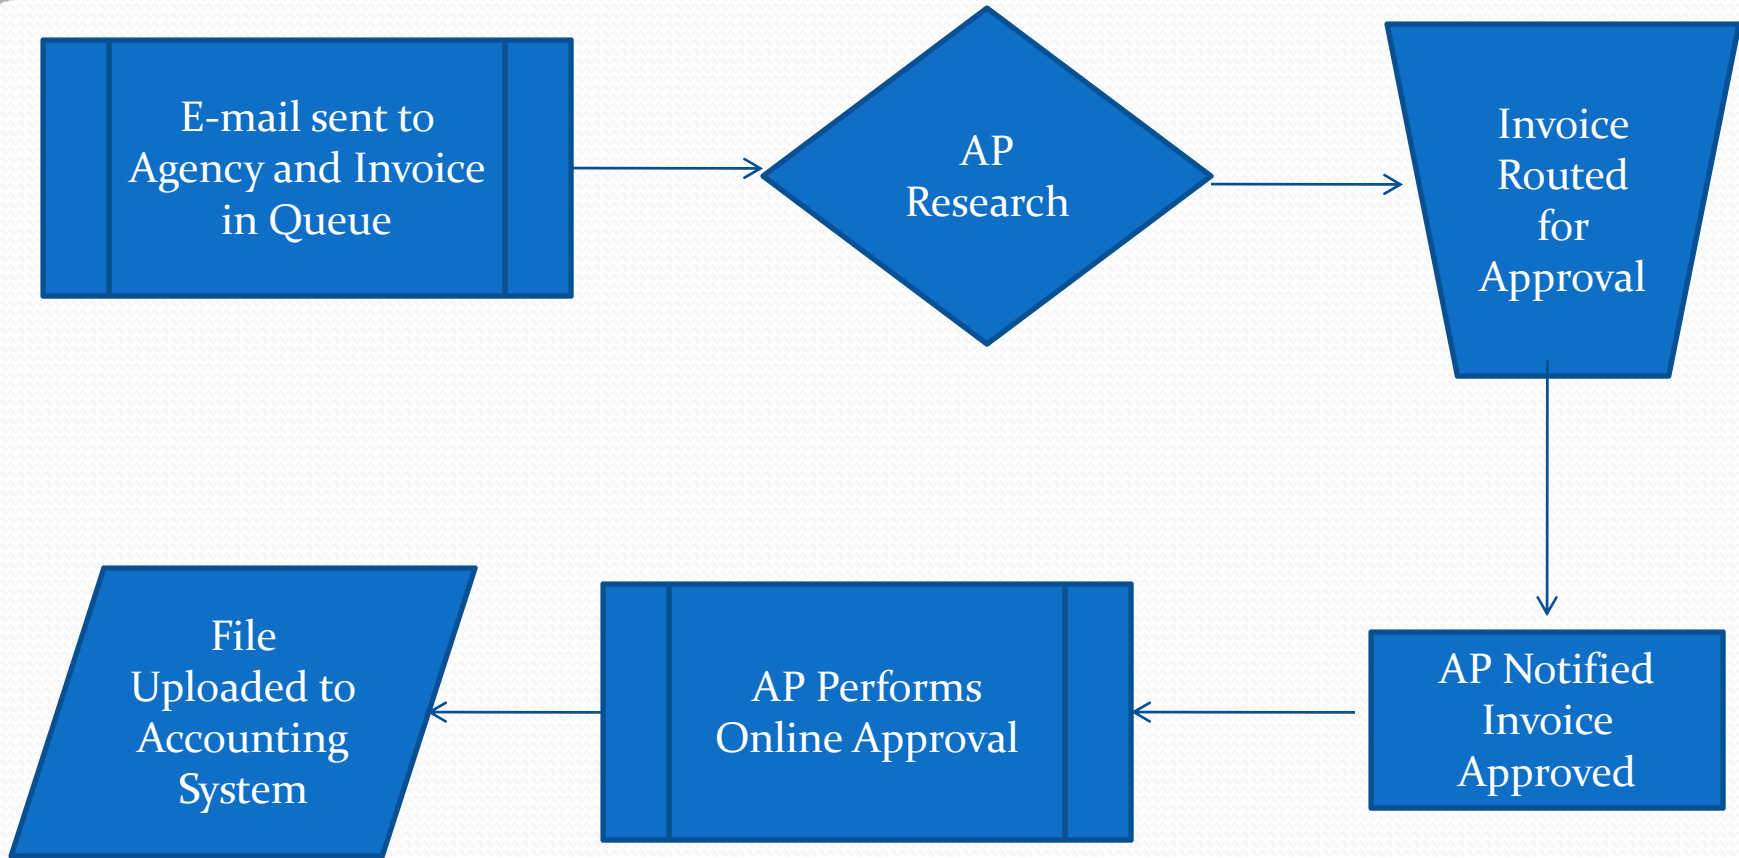 E-mail sent to
Agency and Invoice
in Queue
AP
Research
Invoice
Routed
for
Approval
AP Notified
Invoice
Approved
AP Performs
Online Approval
File
Uploaded to
Accounting
System